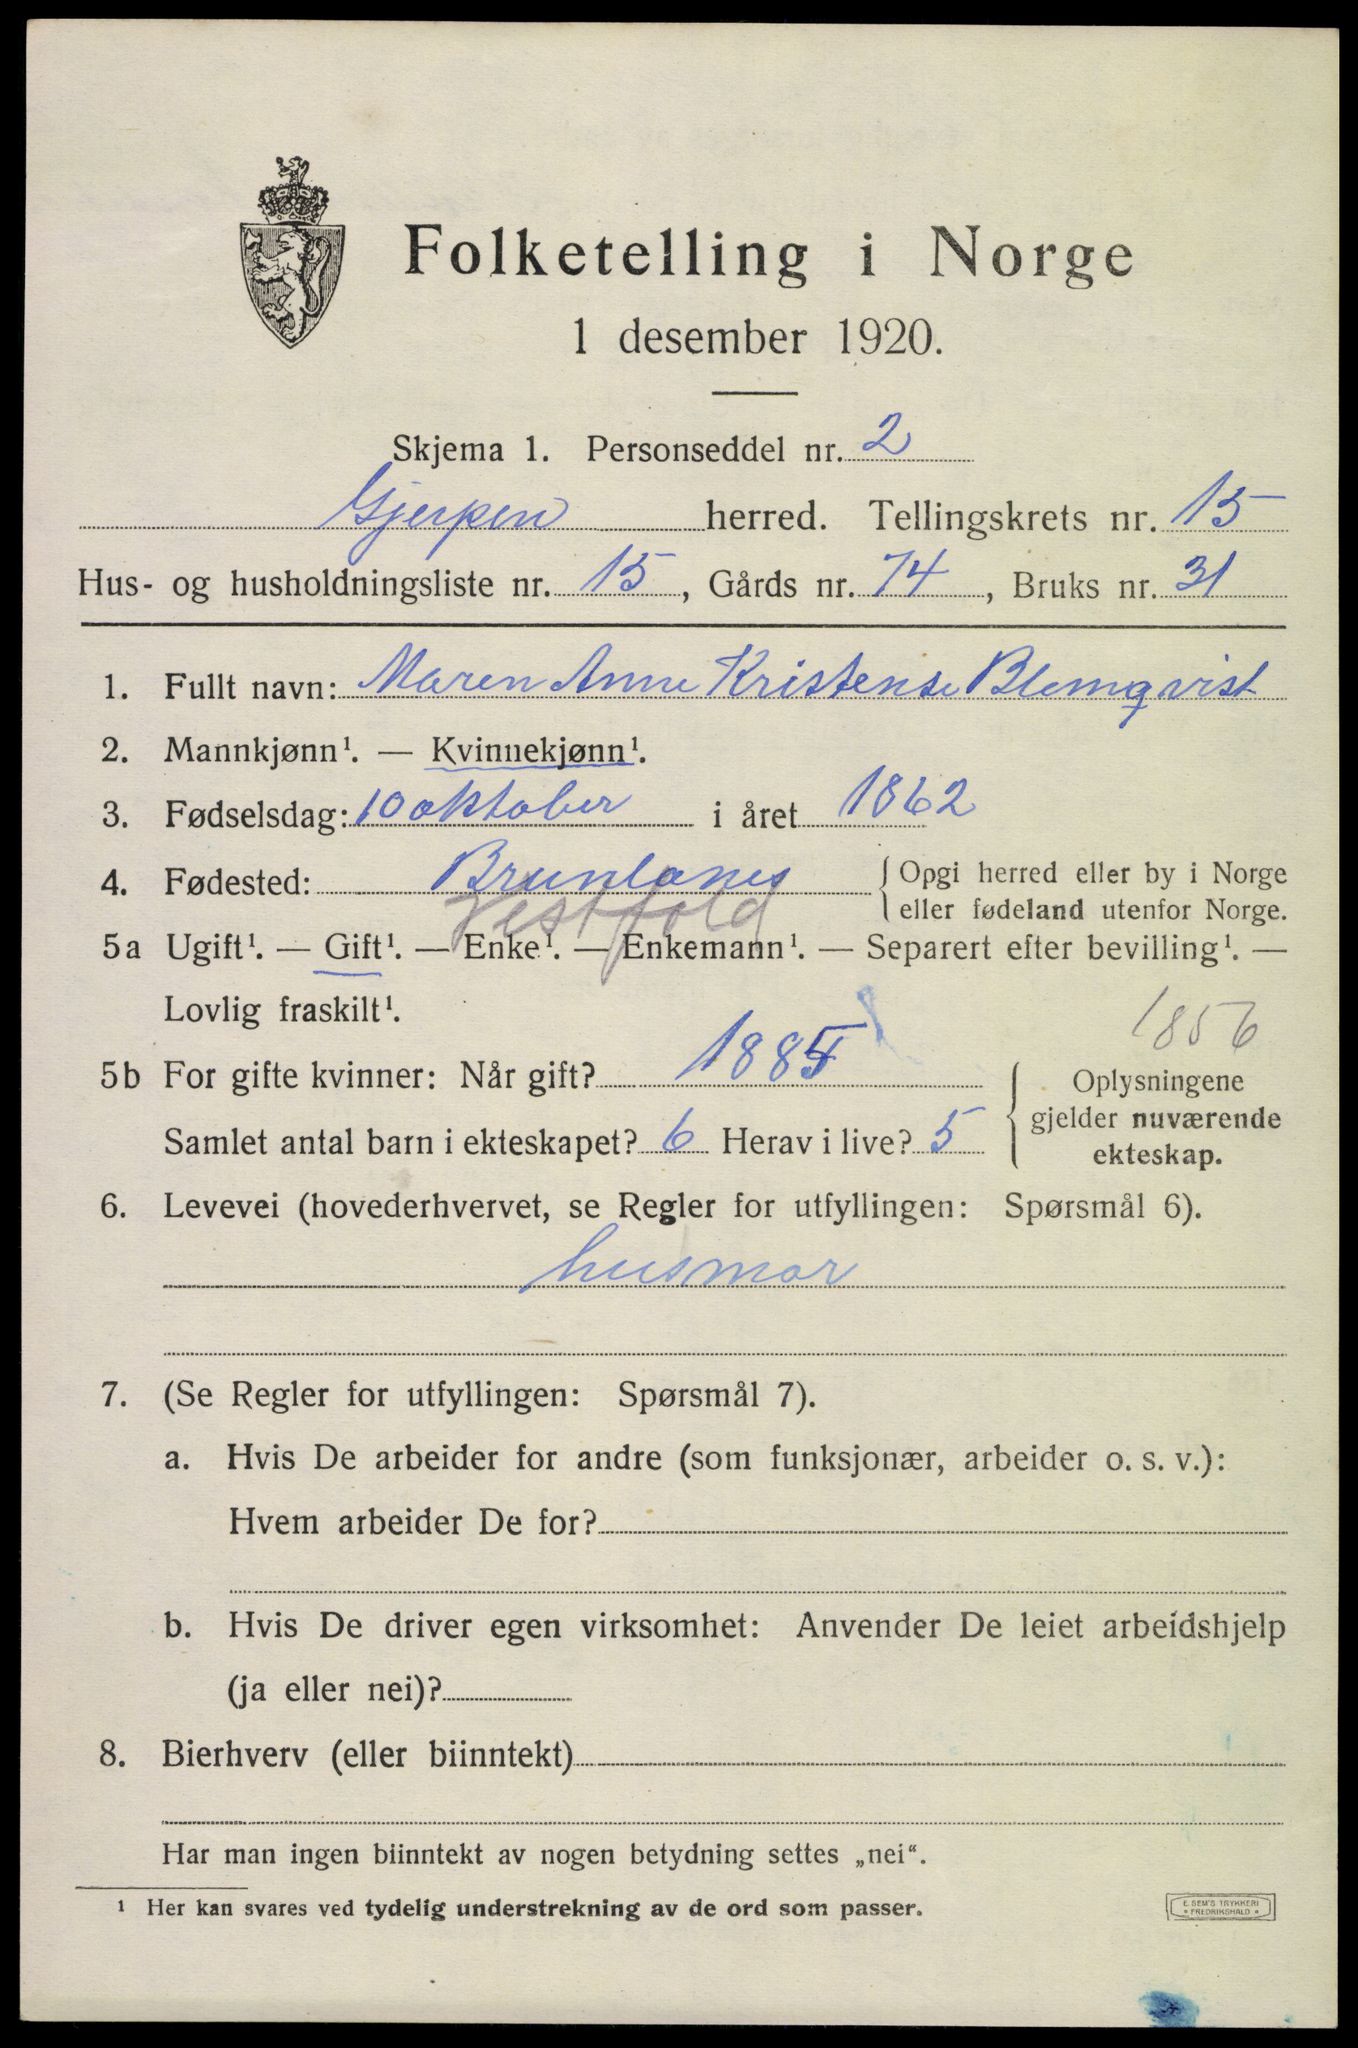 Folketelling i Norge
1 desember 1920.
Skjema 1. Personseddel nr. 2
Gjerpen herred. Tellingskrets nr. 15
Hus- og husholdningsliste nr. 15, Gårds nr. 74, Bruks nr. 31
1. Fullt navn: Maren Anne Kristense Blomqvist
2. Mannkjønn¹. — Kvinnekjønn¹.
3. Fødselsdag: 10 oktober i året 1862
4. Fødested: Brunlanes { Opgi herred eller by i Norge
eller fødeland utenfor Norge.
Vestfold
5a Ugift¹. — Gift¹. — Enke¹. — Enkemann¹. — Separert efter bevilling¹. —
Lovlig fraskilt¹.
1856
5b For gifte kvinner: Når gift? 1885 { Oplysningene
gjelder nuværende
ekteskap.
Samlet antal barn i ekteskapet? 6 Herav i live? 5
6. Levevei (hovederhvervet, se Regler for utfyllingen: Spørsmål 6).
husmor
7. (Se Regler for utfyllingen: Spørsmål 7).
a. Hvis De arbeider for andre (som funksjonær, arbeider o. s. v.):
Hvem arbeider De for?
b. Hvis De driver egen virksomhet: Anvender De leiet arbeidshjelp
(ja eller nei)?
8. Bierhverv (eller biinntekt)
Har man ingen biinntekt av nogen betydning settes „nei“.
¹ Her kan svares ved tydelig understrekning av de ord som passer.
E. SEM'S TRYKKERI
• FREDRIKSHALD •